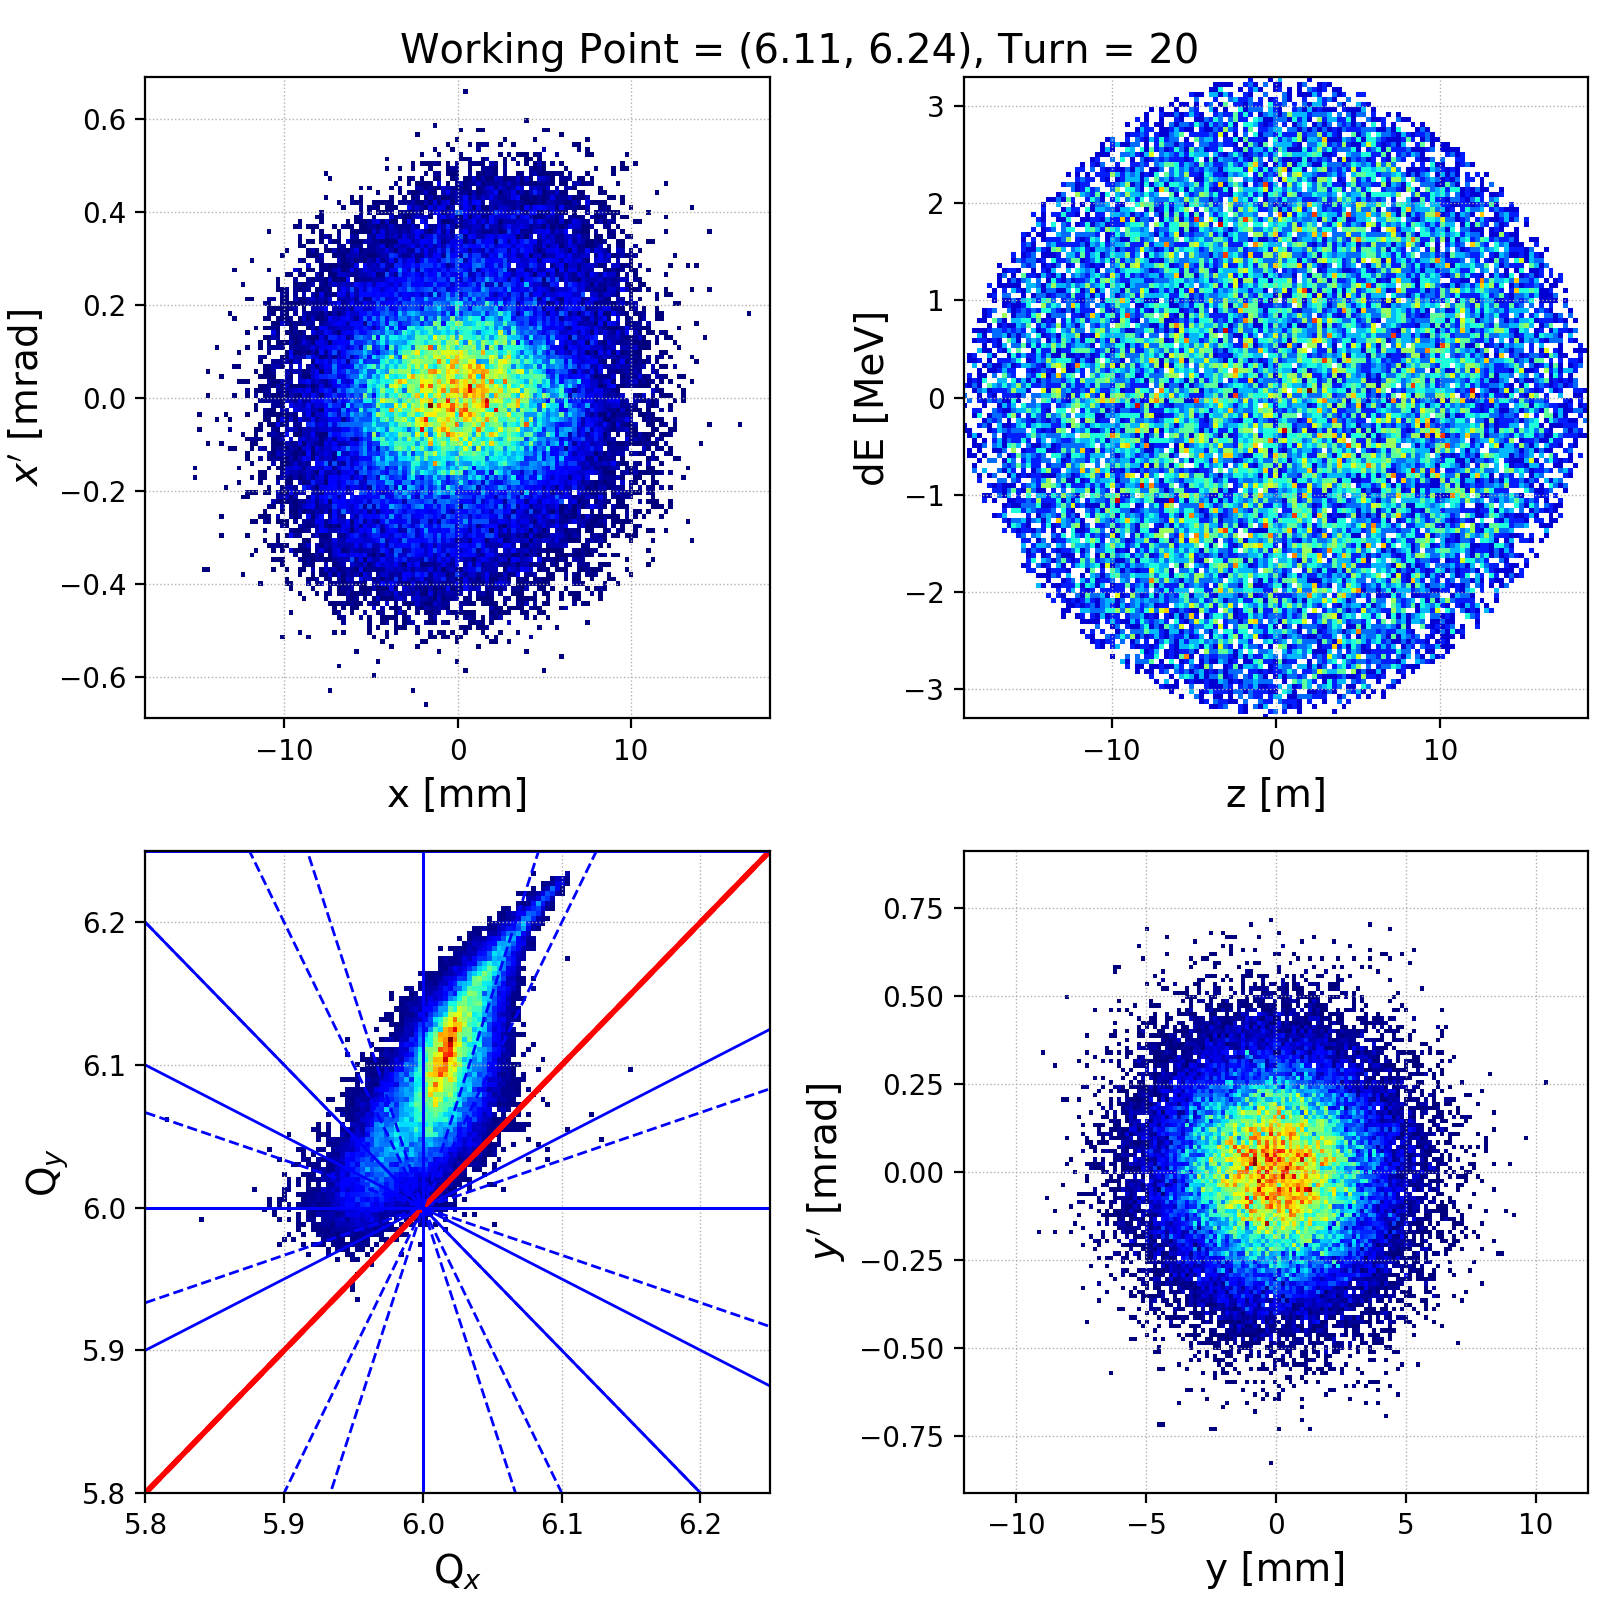 Working Point = (6.11, 6.24), Turn = 20
0.6
0.4
0.2
0.0
−0.2
−0.4
−0.6
x′ [mrad]
−10 0 10
x [mm]
3
2
1
0
−1
−2
−3
dE [MeV]
−10 0 10
z [m]
6.2
6.1
6.0
5.9
5.8
Qy
5.8 5.9 6.0 6.1 6.2
Qx
0.75
0.50
0.25
0.00
−0.25
−0.50
−0.75
y′ [mrad]
−10 −5 0 5 10
y [mm]